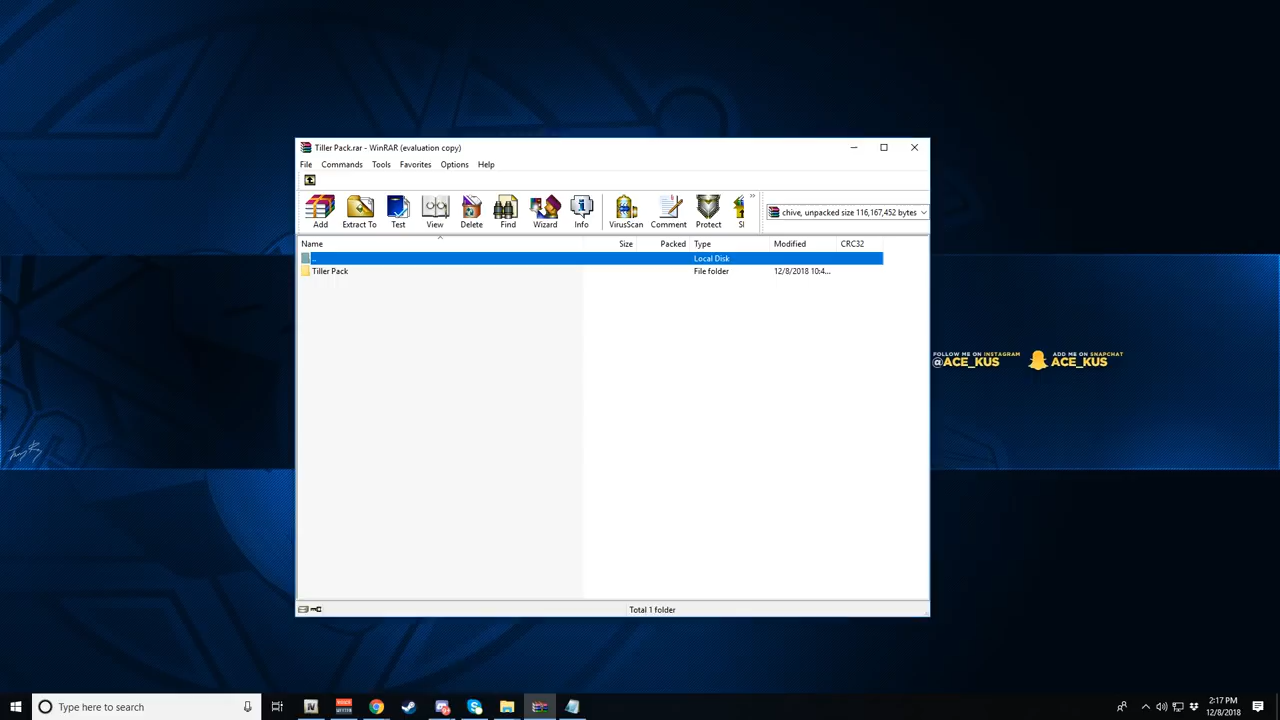 Tiller Pack.rar - WinRAR (evaluation copy)
File Commands Tools Favorites Options Help
Add Extract To Test View Delete Find Wizard Info VirusScan Comment Protect SI
chive, unpacked size 116,167,452 bytes
Name Size Packed Type Modified CRC32
.. Local Disk
Tiller Pack File folder 12/8/2018 10:4...
FOLLOW ME ON INSTAGRAM ADD ME ON SNAPCHAT
@ACE_KUS ACE_KUS
Total 1 folder
Type here to search
2:17 PM
12/8/2018